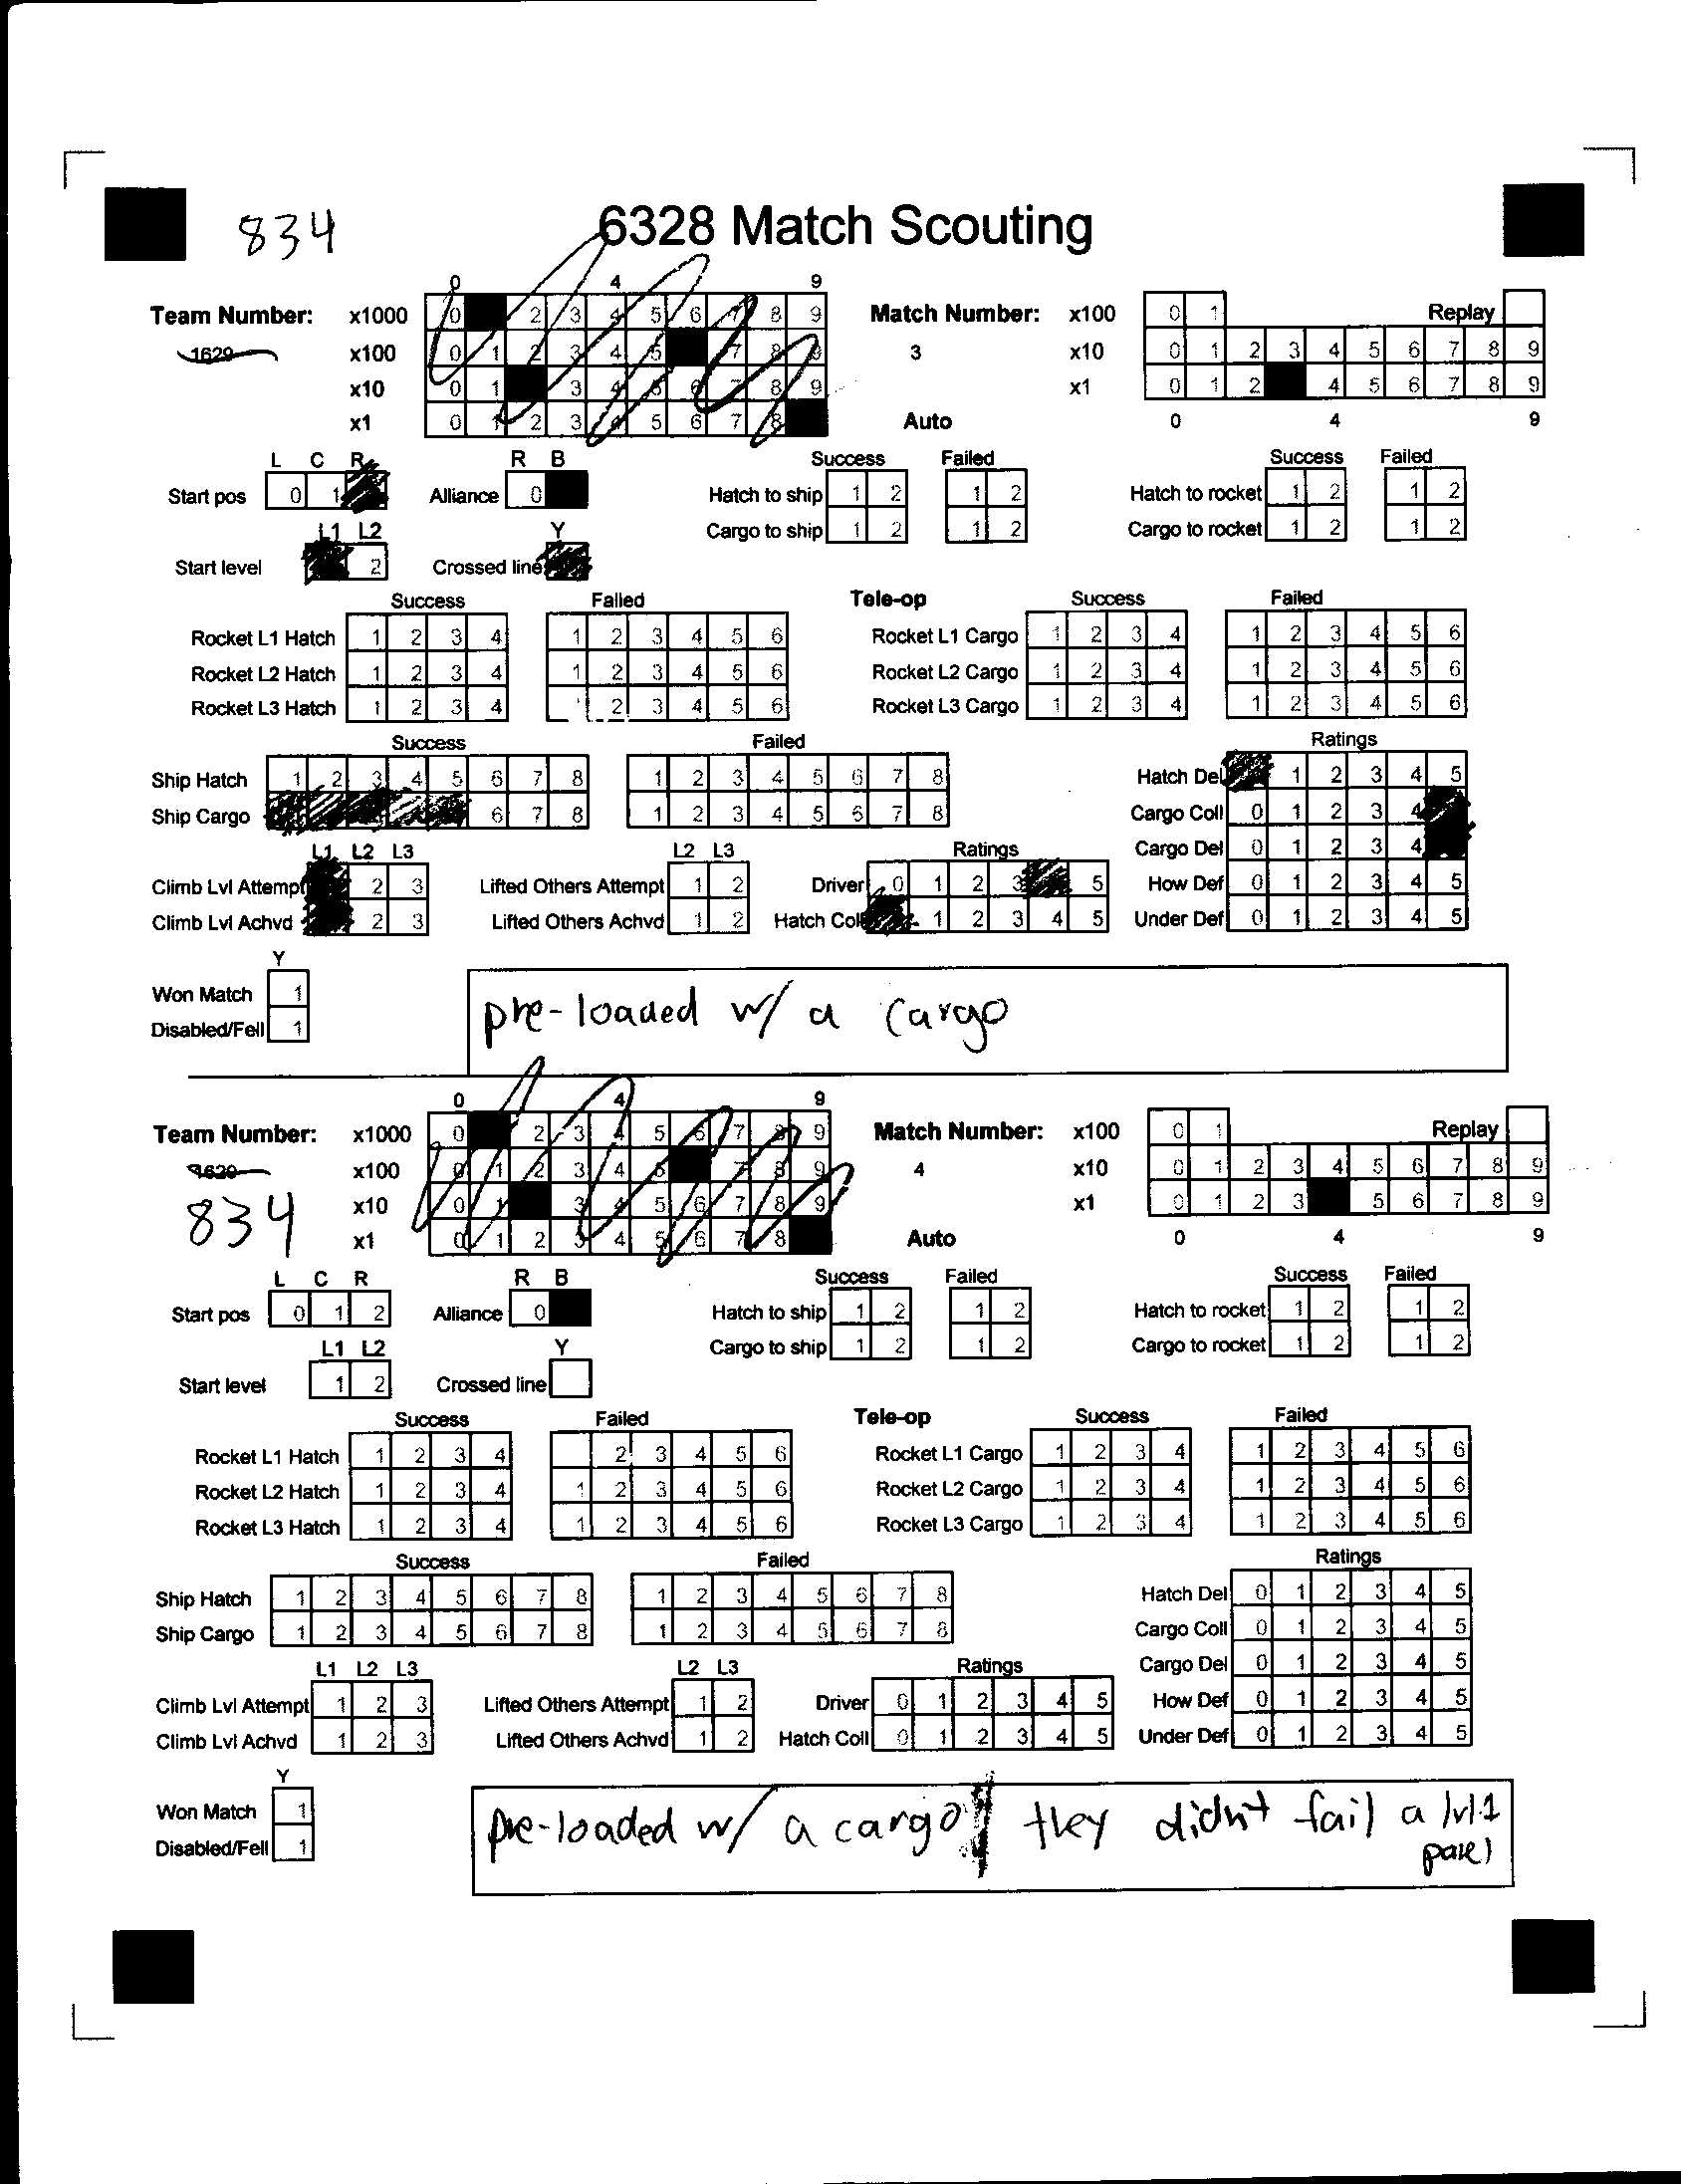 834 6328 Match Scouting
0 4 9
Team Number: x1000 0 2 3 4 5 6 7 8 9 Match Number: x100 0 1 Replay
1629 x100 0 1 2 3 4 5 7 8 9 3 x10 0 1 2 3 4 5 6 7 8 9
x10 0 1 3 4 5 6 7 8 9 x1 0 1 2 4 5 6 7 8 9
x1 0 1 2 3 4 5 6 7 8 Auto 0 4 9
L C R R B Success Failed Success Failed
Start pos 0 1 Alliance 0 Hatch to ship 1 2 1 2 Hatch to rocket 1 2 1 2
L1 L2 Y Cargo to ship 1 2 1 2 Cargo to rocket 1 2 1 2
Start level 2 Crossed line
Success Failed Tele-op Success Failed
Rocket L1 Hatch 1 2 3 4 1 2 3 4 5 6 Rocket L1 Cargo 1 2 3 4 1 2 3 4 5 6
Rocket L2 Hatch 1 2 3 4 1 2 3 4 5 6 Rocket L2 Cargo 1 2 3 4 1 2 3 4 5 6
Rocket L3 Hatch 1 2 3 4 2 3 4 5 6 Rocket L3 Cargo 1 2 3 4 1 2 3 4 5 6
Success Failed Ratings
Ship Hatch 1 2 3 4 5 6 7 8 1 2 3 4 5 6 7 8 Hatch Del 1 2 3 4 5
Ship Cargo 6 7 8 1 2 3 4 5 6 7 8 Cargo Coll 0 1 2 3 4
L1 L2 L3 L2 L3 Ratings Cargo Del 0 1 2 3 4
Climb Lvl Attempt 2 3 Lifted Others Attempt 1 2 Driver 0 1 2 3 5 How Def 0 1 2 3 4 5
Climb Lvl Achvd 2 3 Lifted Others Achvd 1 2 Hatch Coll 1 2 3 4 5 Under Def 0 1 2 3 4 5
Y
Won Match 1
Disabled/Fell 1
pre-loaded w/ a cargo
0 4 9
Team Number: x1000 0 2 3 4 5 6 7 8 9 Match Number: x100 0 1 Replay
1629 x100 0 1 2 3 4 5 7 8 9 4 x10 0 1 2 3 4 5 6 7 8 9
834 x10 0 1 3 4 5 6 7 8 9 x1 0 1 2 3 5 6 7 8 9
x1 0 1 2 3 4 5 6 7 8 Auto 0 4 9
L C R R B Success Failed Success Failed
Start pos 0 1 2 Alliance 0 Hatch to ship 1 2 1 2 Hatch to rocket 1 2 1 2
L1 L2 Y Cargo to ship 1 2 1 2 Cargo to rocket 1 2 1 2
Start level 1 2 Crossed line
Success Failed Tele-op Success Failed
Rocket L1 Hatch 1 2 3 4 2 3 4 5 6 Rocket L1 Cargo 1 2 3 4 1 2 3 4 5 6
Rocket L2 Hatch 1 2 3 4 1 2 3 4 5 6 Rocket L2 Cargo 1 2 3 4 1 2 3 4 5 6
Rocket L3 Hatch 1 2 3 4 1 2 3 4 5 6 Rocket L3 Cargo 1 2 3 4 1 2 3 4 5 6
Success Failed Ratings
Ship Hatch 1 2 3 4 5 6 7 8 1 2 3 4 5 6 7 8 Hatch Del 0 1 2 3 4 5
Ship Cargo 1 2 3 4 5 6 7 8 1 2 3 4 5 6 7 8 Cargo Coll 0 1 2 3 4 5
L1 L2 L3 L2 L3 Ratings Cargo Del 0 1 2 3 4 5
Climb Lvl Attempt 1 2 3 Lifted Others Attempt 1 2 Driver 0 1 2 3 4 5 How Def 0 1 2 3 4 5
Climb Lvl Achvd 1 2 3 Lifted Others Achvd 1 2 Hatch Coll 0 1 2 3 4 5 Under Def 0 1 2 3 4 5
Y
Won Match 1
Disabled/Fell 1
pre-loaded w/ a cargo they didn't fail a lvl 1
panel